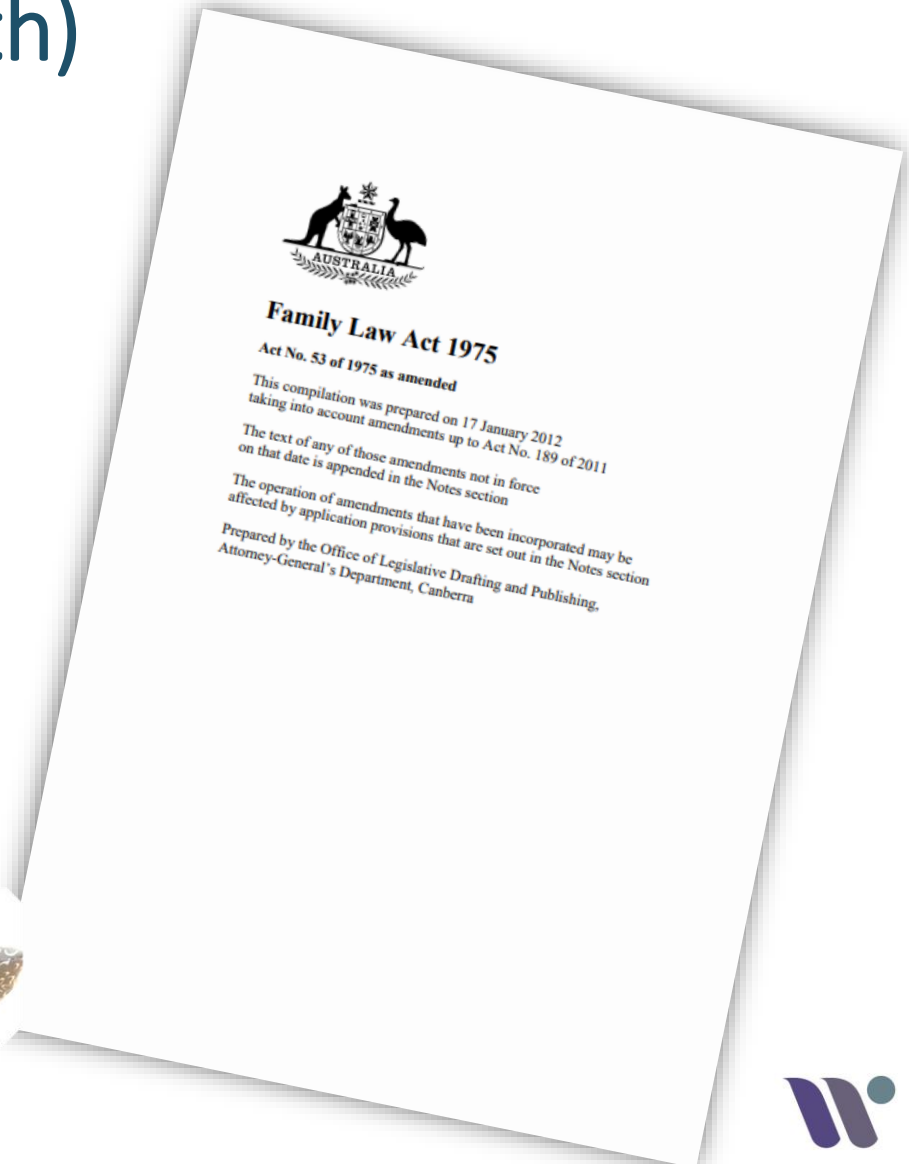 th)
AUSTRALIA
Family Law Act 1975
Act No. 53 of 1975 as amended
This compilation was prepared on 17 January 2012
taking into account amendments up to Act No. 189 of 2011
The text of any of those amendments not in force
on that date is appended in the Notes section
The operation of amendments that have been incorporated may be
affected by application provisions that are set out in the Notes section
Prepared by the Office of Legislative Drafting and Publishing,
Attorney-General's Department, Canberra